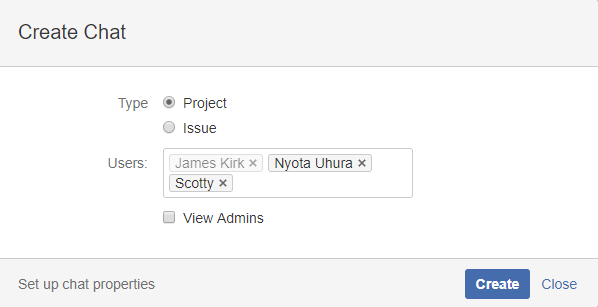 Create Chat
Type Project
Issue
Users: James Kirk × Nyota Uhura ×
Scotty ×
View Admins
Set up chat properties Create Close